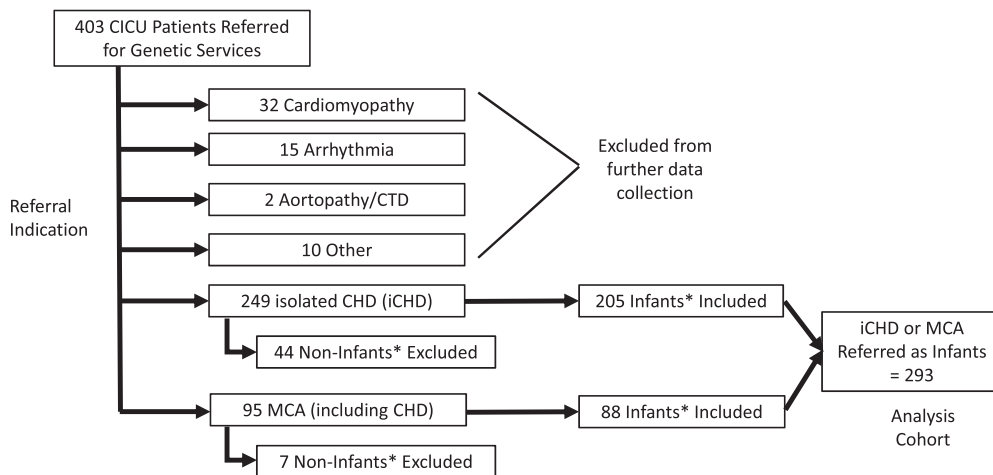 403 CICU Patients Referred
for Genetic Services
32 Cardiomyopathy
15 Arrhythmia
2 Aortopathy/CTD
10 Other
Excluded from
further data
collection
Referral
Indication
249 isolated CHD (iCHD)
205 Infants* Included
44 Non-Infants* Excluded
95 MCA (including CHD)
88 Infants* Included
7 Non-Infants* Excluded
iCHD or MCA
Referred as Infants
= 293
Analysis
Cohort